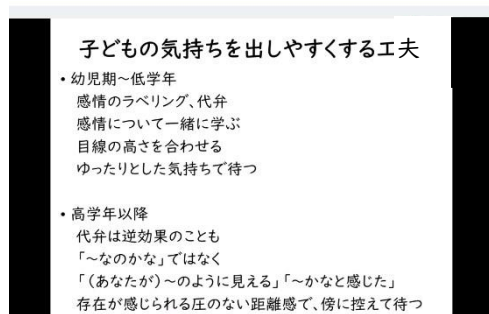 子どもの気持ちを出しやすくする工夫
・幼児期～低学年
感情のラベリング、代弁
感情について一緒に学ぶ
目線の高さを合わせる
ゆったりとした気持ちで待つ
・高学年以降
代弁は逆効果のことも
「～なのかな」ではなく
「(あなたが)～のように見える」「～かなと感じた」
存在が感じられる圧のない距離感で、傍に控えて待つ